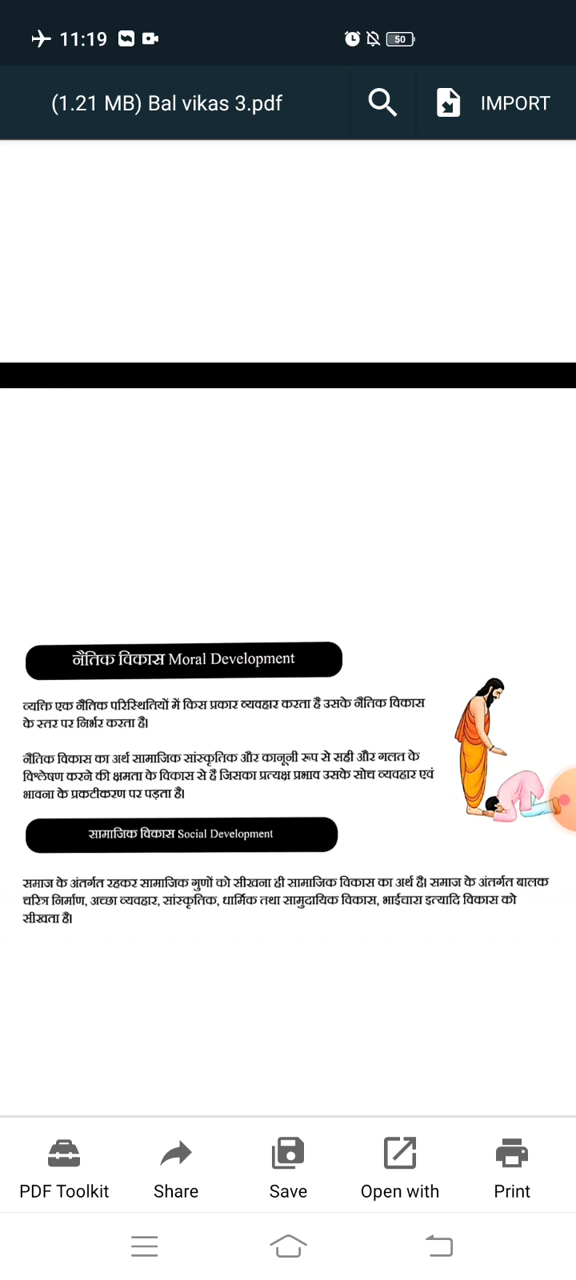 11:19
50
(1.21 MB) Bal vikas 3.pdf
IMPORT
नैतिक विकास Moral Development
व्यक्ति एक नैतिक परिस्थितियों में किस प्रकार व्यवहार करता है उसके नैतिक विकास
के स्तर पर निर्भर करता है।
नैतिक विकास का अर्थ सामाजिक सांस्कृतिक और कानूनी रूप से सही और गलत के
विश्लेषण करने की क्षमता के विकास से है जिसका प्रत्यक्ष प्रभाव उसके सोच व्यवहार एवं
भावना के प्रकटीकरण पर पड़ता है।
सामाजिक विकास Social Development
समाज के अंतर्गत रहकर सामाजिक गुणों को सीखना ही सामाजिक विकास का अर्थ है। समाज के अंतर्गत बालक
चरित्र निर्माण, अच्छा व्यवहार, सांस्कृतिक, धार्मिक तथा सामुदायिक विकास, भाईचारा इत्यादि विकास को
सीखता है।
PDF Toolkit
Share
Save
Open with
Print